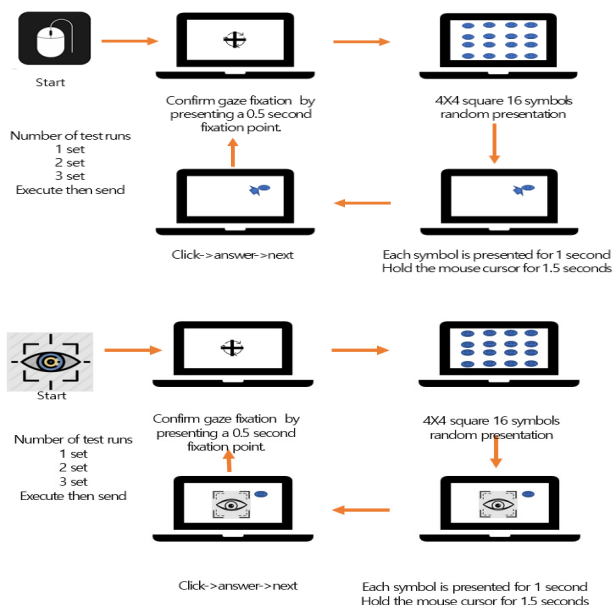 Start
Confirm gaze fixation by
presenting a 0.5 second
fixation point.
4X4 square 16 symbols
random presentation
Number of test runs
1 set
2 set
3 set
Execute then send
Click->answer->next
Each symbol is presented for 1 second
Hold the mouse cursor for 1.5 seconds
Start
Confirm gaze fixation by
presenting a 0.5 second
fixation point.
4X4 square 16 symbols
random presentation
Number of test runs
1 set
2 set
3 set
Execute then send
Click->answer->next
Each symbol is presented for 1 second
Hold the mouse cursor for 1.5 seconds